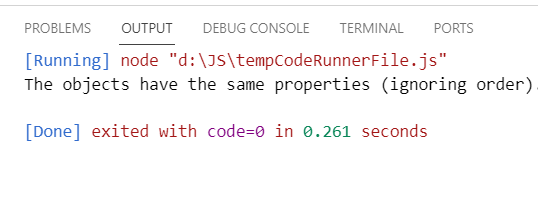 PROBLEMS OUTPUT DEBUG CONSOLE TERMINAL PORTS
[Running] node "d:\JS\tempCodeRunnerFile.js"
The objects have the same properties (ignoring order).
[Done] exited with code=0 in 0.261 seconds